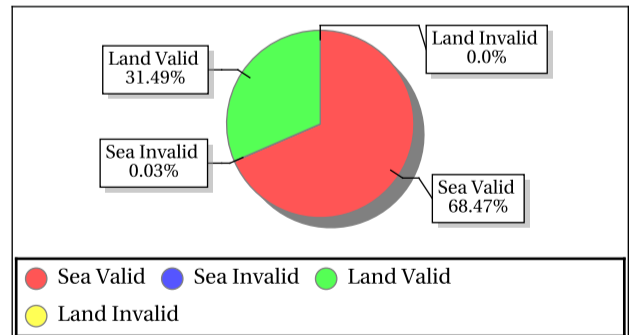 Land Invalid
0.0%
Land Valid
31.49%
Sea Invalid
0.03%
Sea Valid
68.47%
Sea Valid Sea Invalid Land Valid
Land Invalid